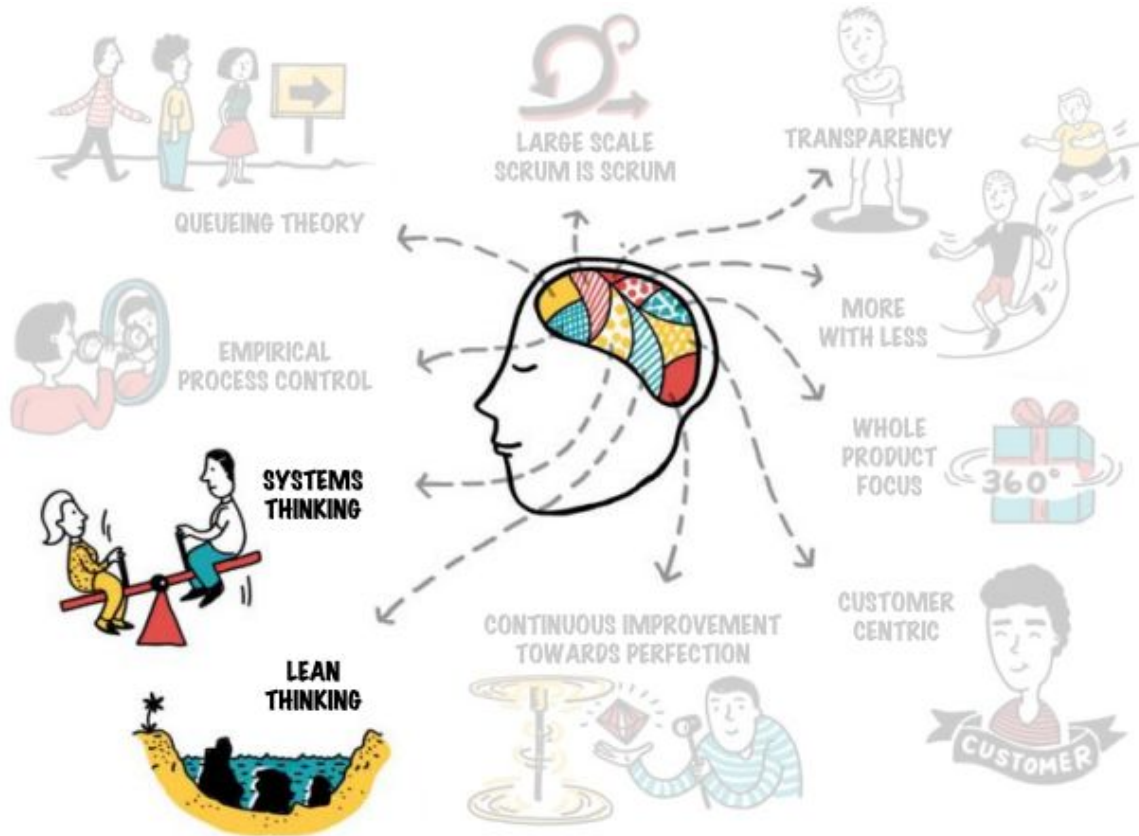 LARGE SCALE
SCRUM IS SCRUM
TRANSPARENCY
QUEUEING THEORY
MORE
WITH LESS
EMPIRICAL
PROCESS CONTROL
WHOLE
PRODUCT
FOCUS
360°
SYSTEMS
THINKING
CUSTOMER
CENTRIC
CONTINUOUS IMPROVEMENT
TOWARDS PERFECTION
LEAN
THINKING
CUSTOMER